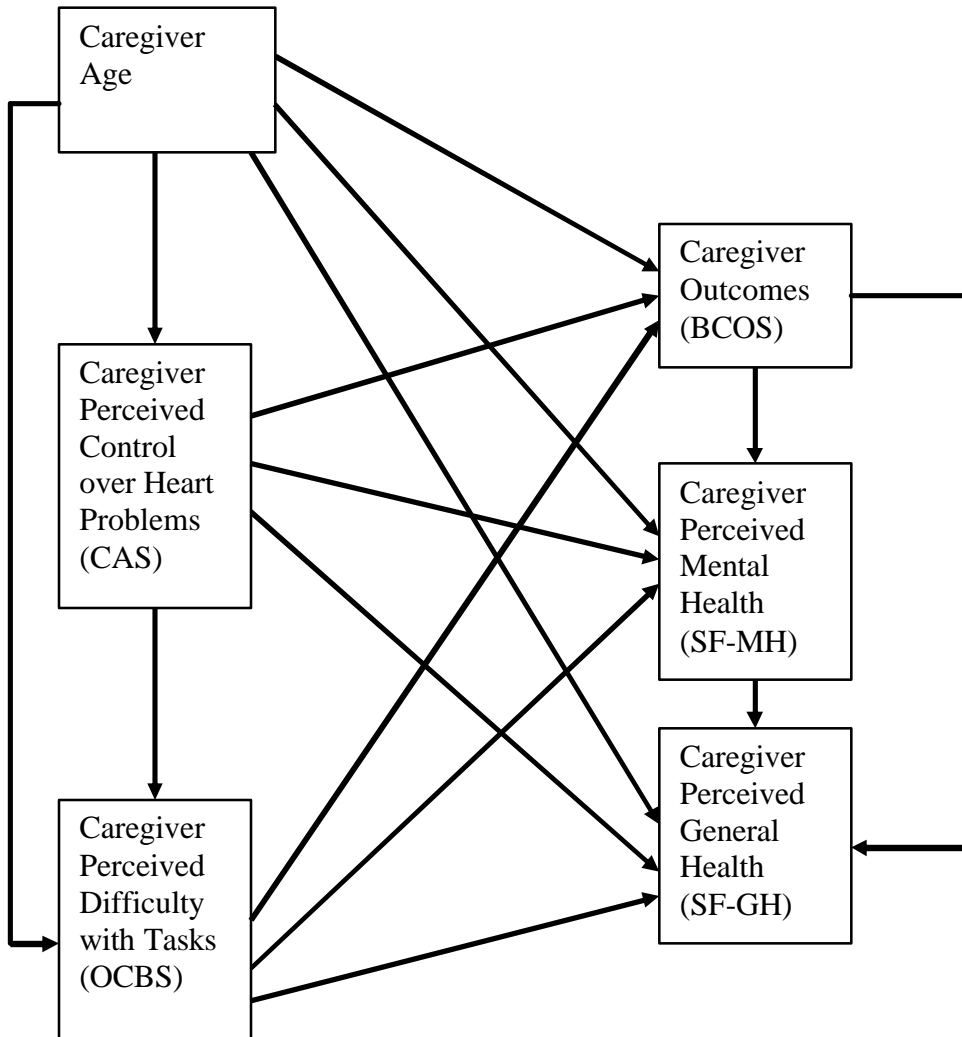 Caregiver
Age
Caregiver
Perceived
Control
over Heart
Problems
(CAS)
Caregiver
Perceived
Difficulty
with Tasks
(OCBS)
Caregiver
Outcomes
(BCOS)
Caregiver
Perceived
Mental
Health
(SF-MH)
Caregiver
Perceived
General
Health
(SF-GH)